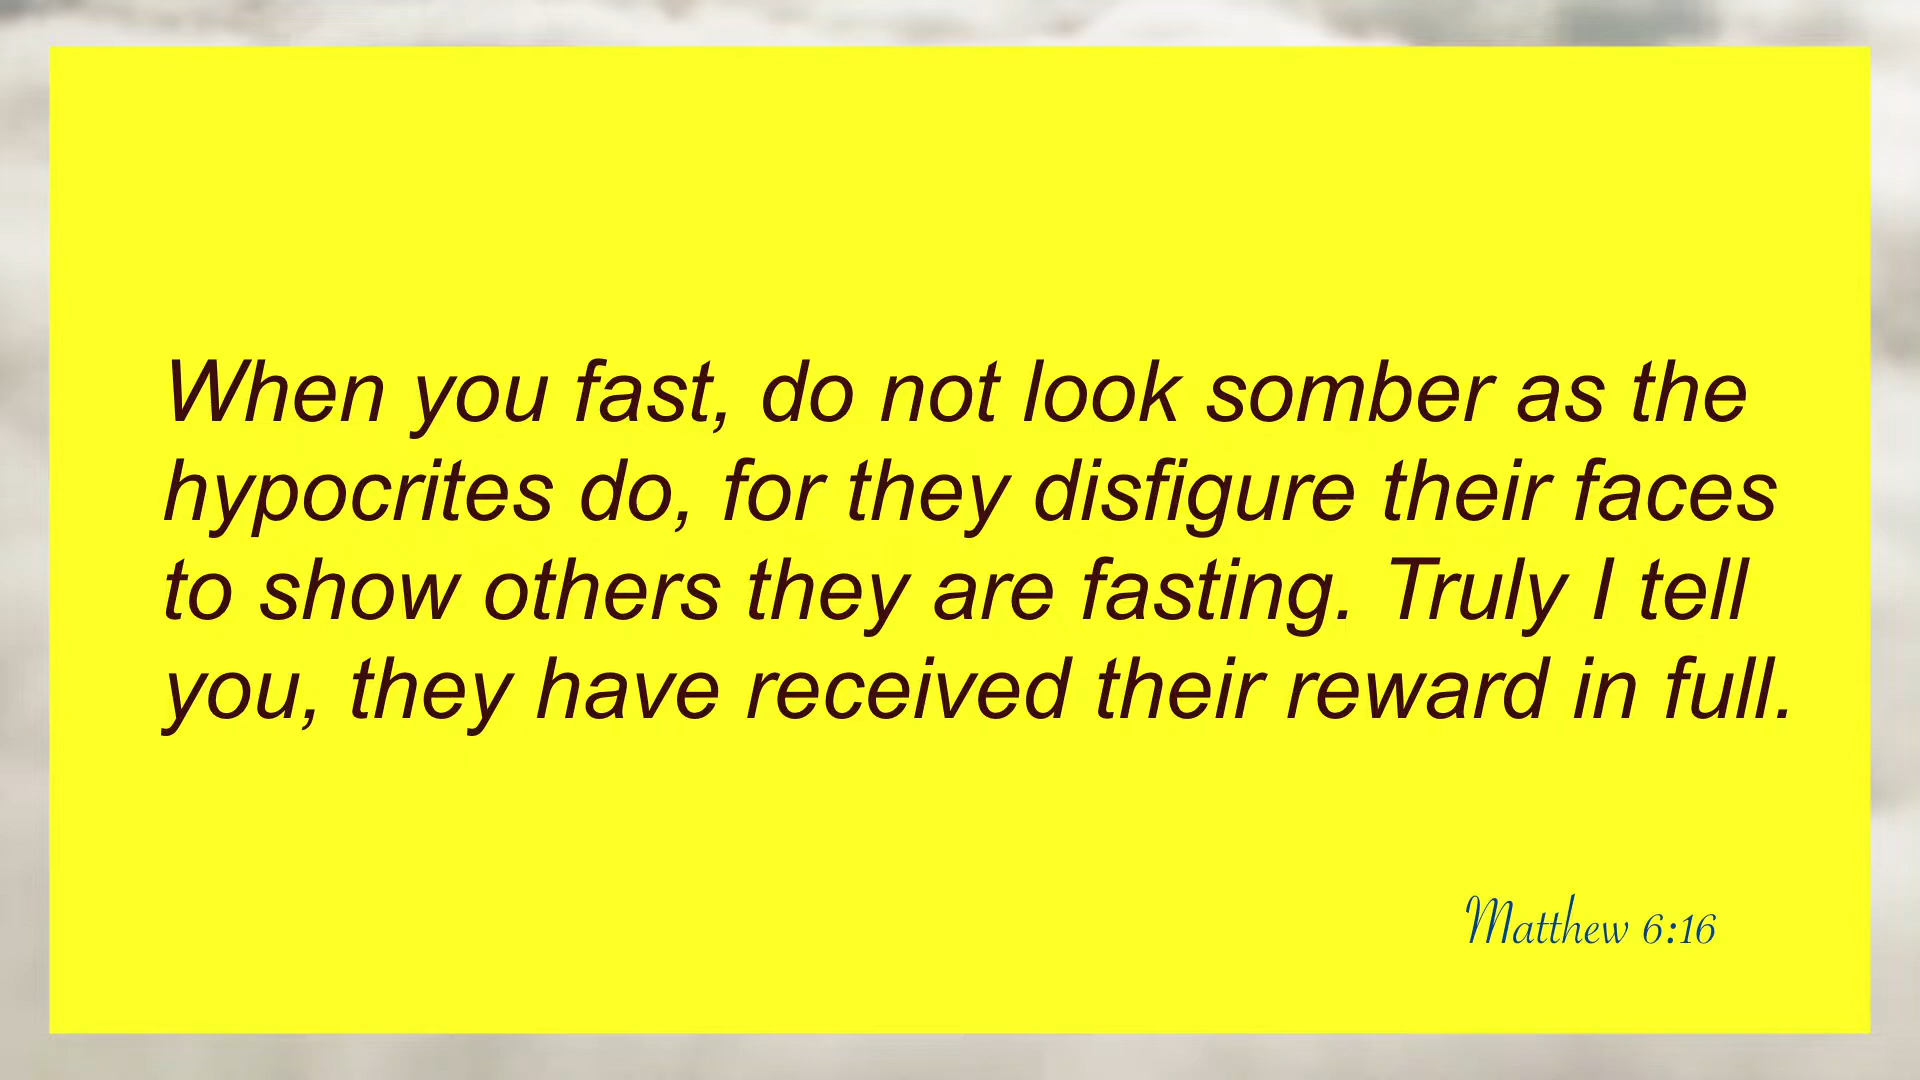 When you fast, do not look somber as the
hypocrites do, for they disfigure their faces
to show others they are fasting. Truly I tell
you, they have received their reward in full.
Matthew 6:16